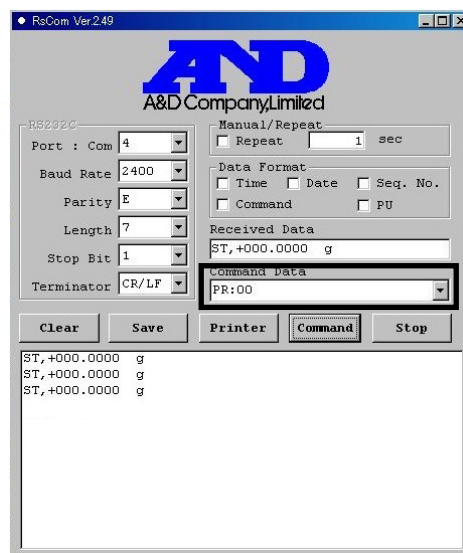 RsCom Ver.2.49
AND
A&D Company,Limited
RS232C
Port : Com 4
Baud Rate 2400
Parity E
Length 7
Stop Bit 1
Terminator CR/LF
Manual/Repeat
Repeat 1 sec
Data Format
Time Date Seq. No.
Command PU
Received Data
ST,+000.0000 g
Command Data
PR:00
Clear Save Printer Command Stop
ST,+000.0000 g
ST,+000.0000 g
ST,+000.0000 g